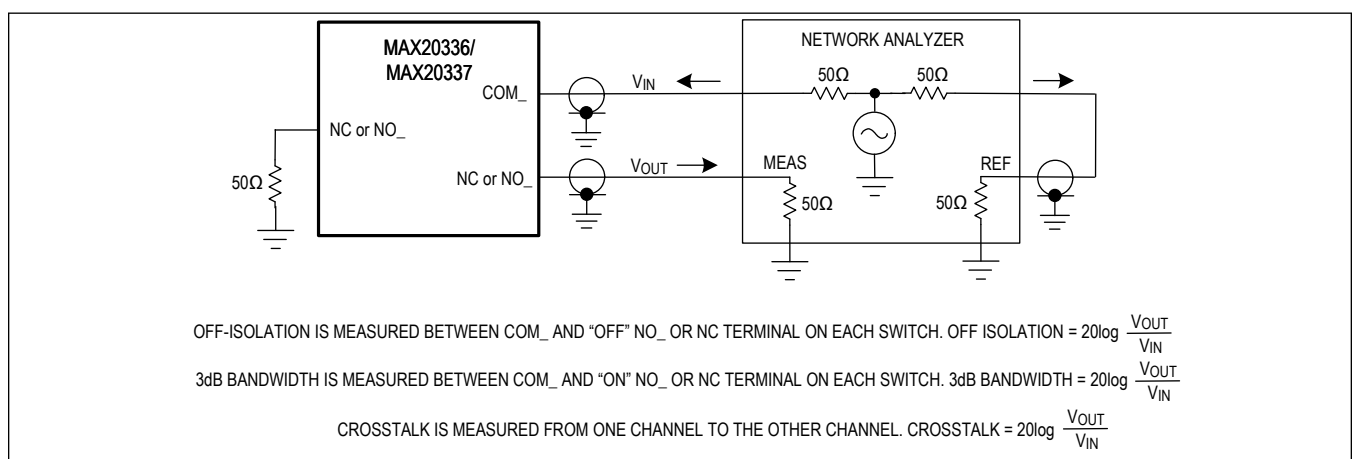 MAX20336/
MAX20337
COM_
NC or NO_
50Ω
NC or NO_
VIN
VOUT
NETWORK ANALYZER
50Ω
50Ω
MEAS
50Ω
REF
50Ω
OFF-ISOLATION IS MEASURED BETWEEN COM_ AND “OFF” NO_ OR NC TERMINAL ON EACH SWITCH. OFF ISOLATION = 20log VOUT
VIN
3dB BANDWIDTH IS MEASURED BETWEEN COM_ AND “ON” NO_ OR NC TERMINAL ON EACH SWITCH. 3dB BANDWIDTH = 20log VOUT
VIN
CROSSTALK IS MEASURED FROM ONE CHANNEL TO THE OTHER CHANNEL. CROSSTALK = 20log VOUT
VIN